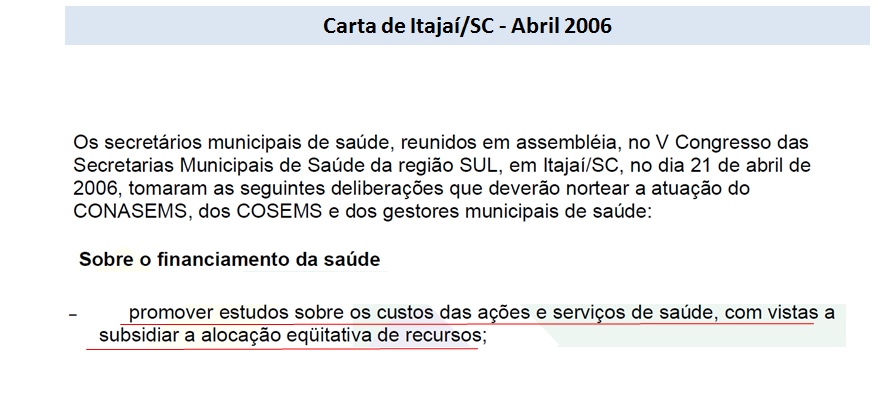 Carta de Itajaí/SC - Abril 2006
Os secretários municipais de saúde, reunidos em assembléia, no V Congresso das
Secretarias Municipais de Saúde da região SUL, em Itajaí/SC, no dia 21 de abril de
2006, tomaram as seguintes deliberações que deverão nortear a atuação do
CONASEMS, dos COSEMS e dos gestores municipais de saúde:
Sobre o financiamento da saúde
– promover estudos sobre os custos das ações e serviços de saúde, com vistas a
subsidiar a alocação eqüitativa de recursos;